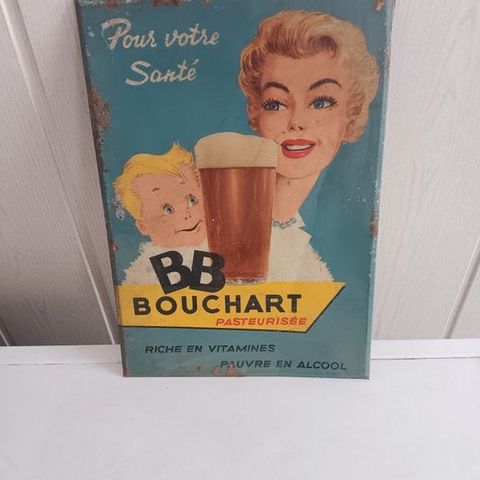 Pour votre
Santé
BB
BOUCHART
PASTEURISÉE
RICHE EN VITAMINES
PAUVRE EN ALCOOL